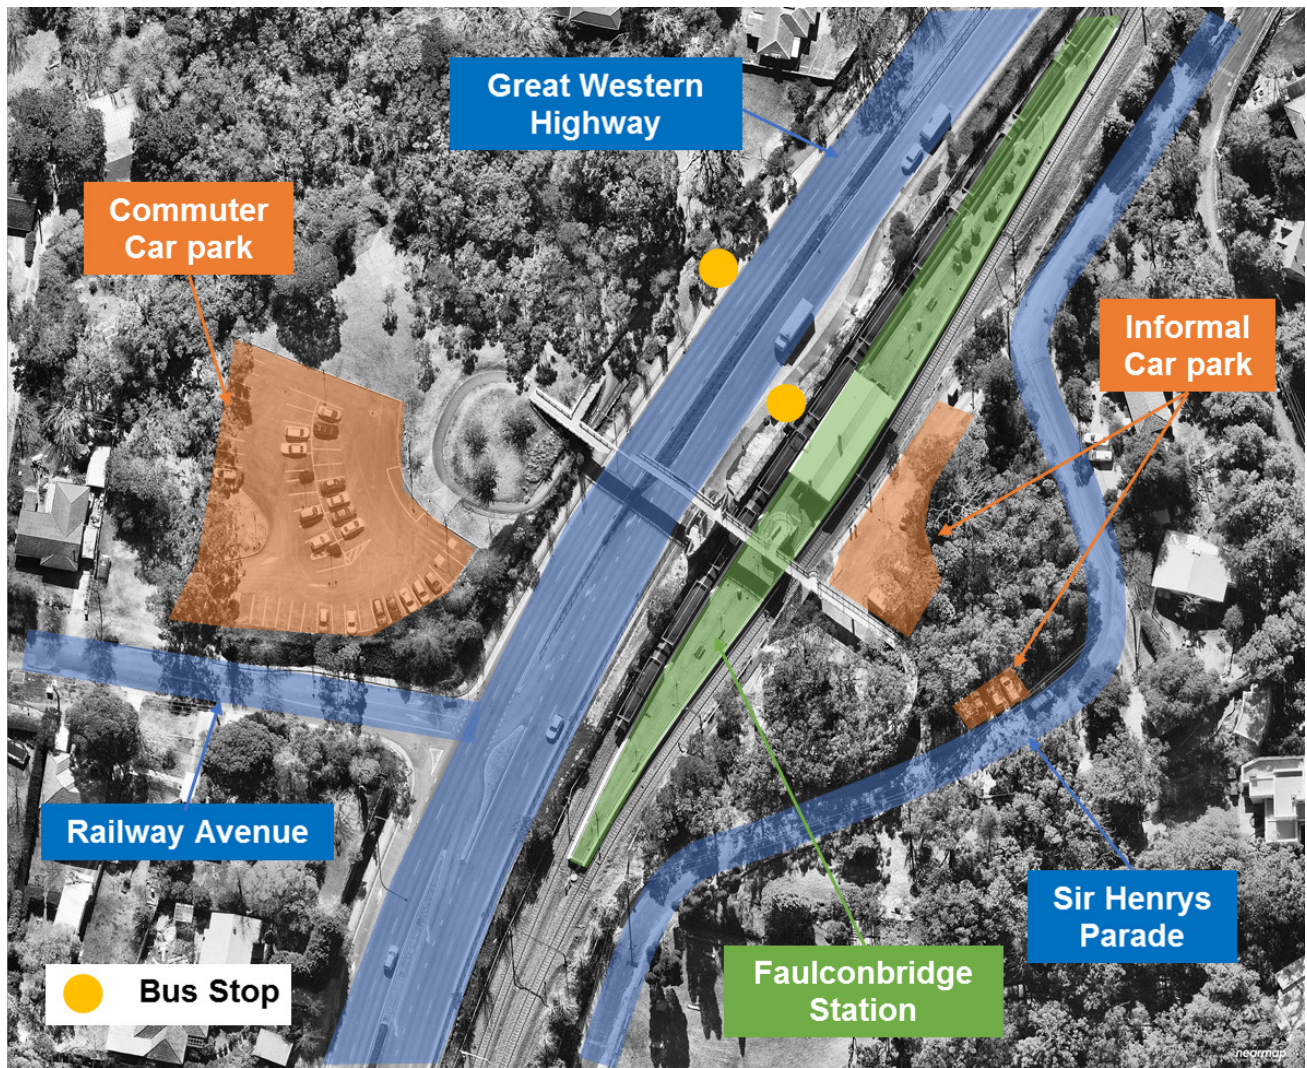 Great Western
Highway
Commuter
Car park
Informal
Car park
Railway Avenue
Sir Henrys
Parade
Faulconbridge
Station
Bus Stop
nearmap